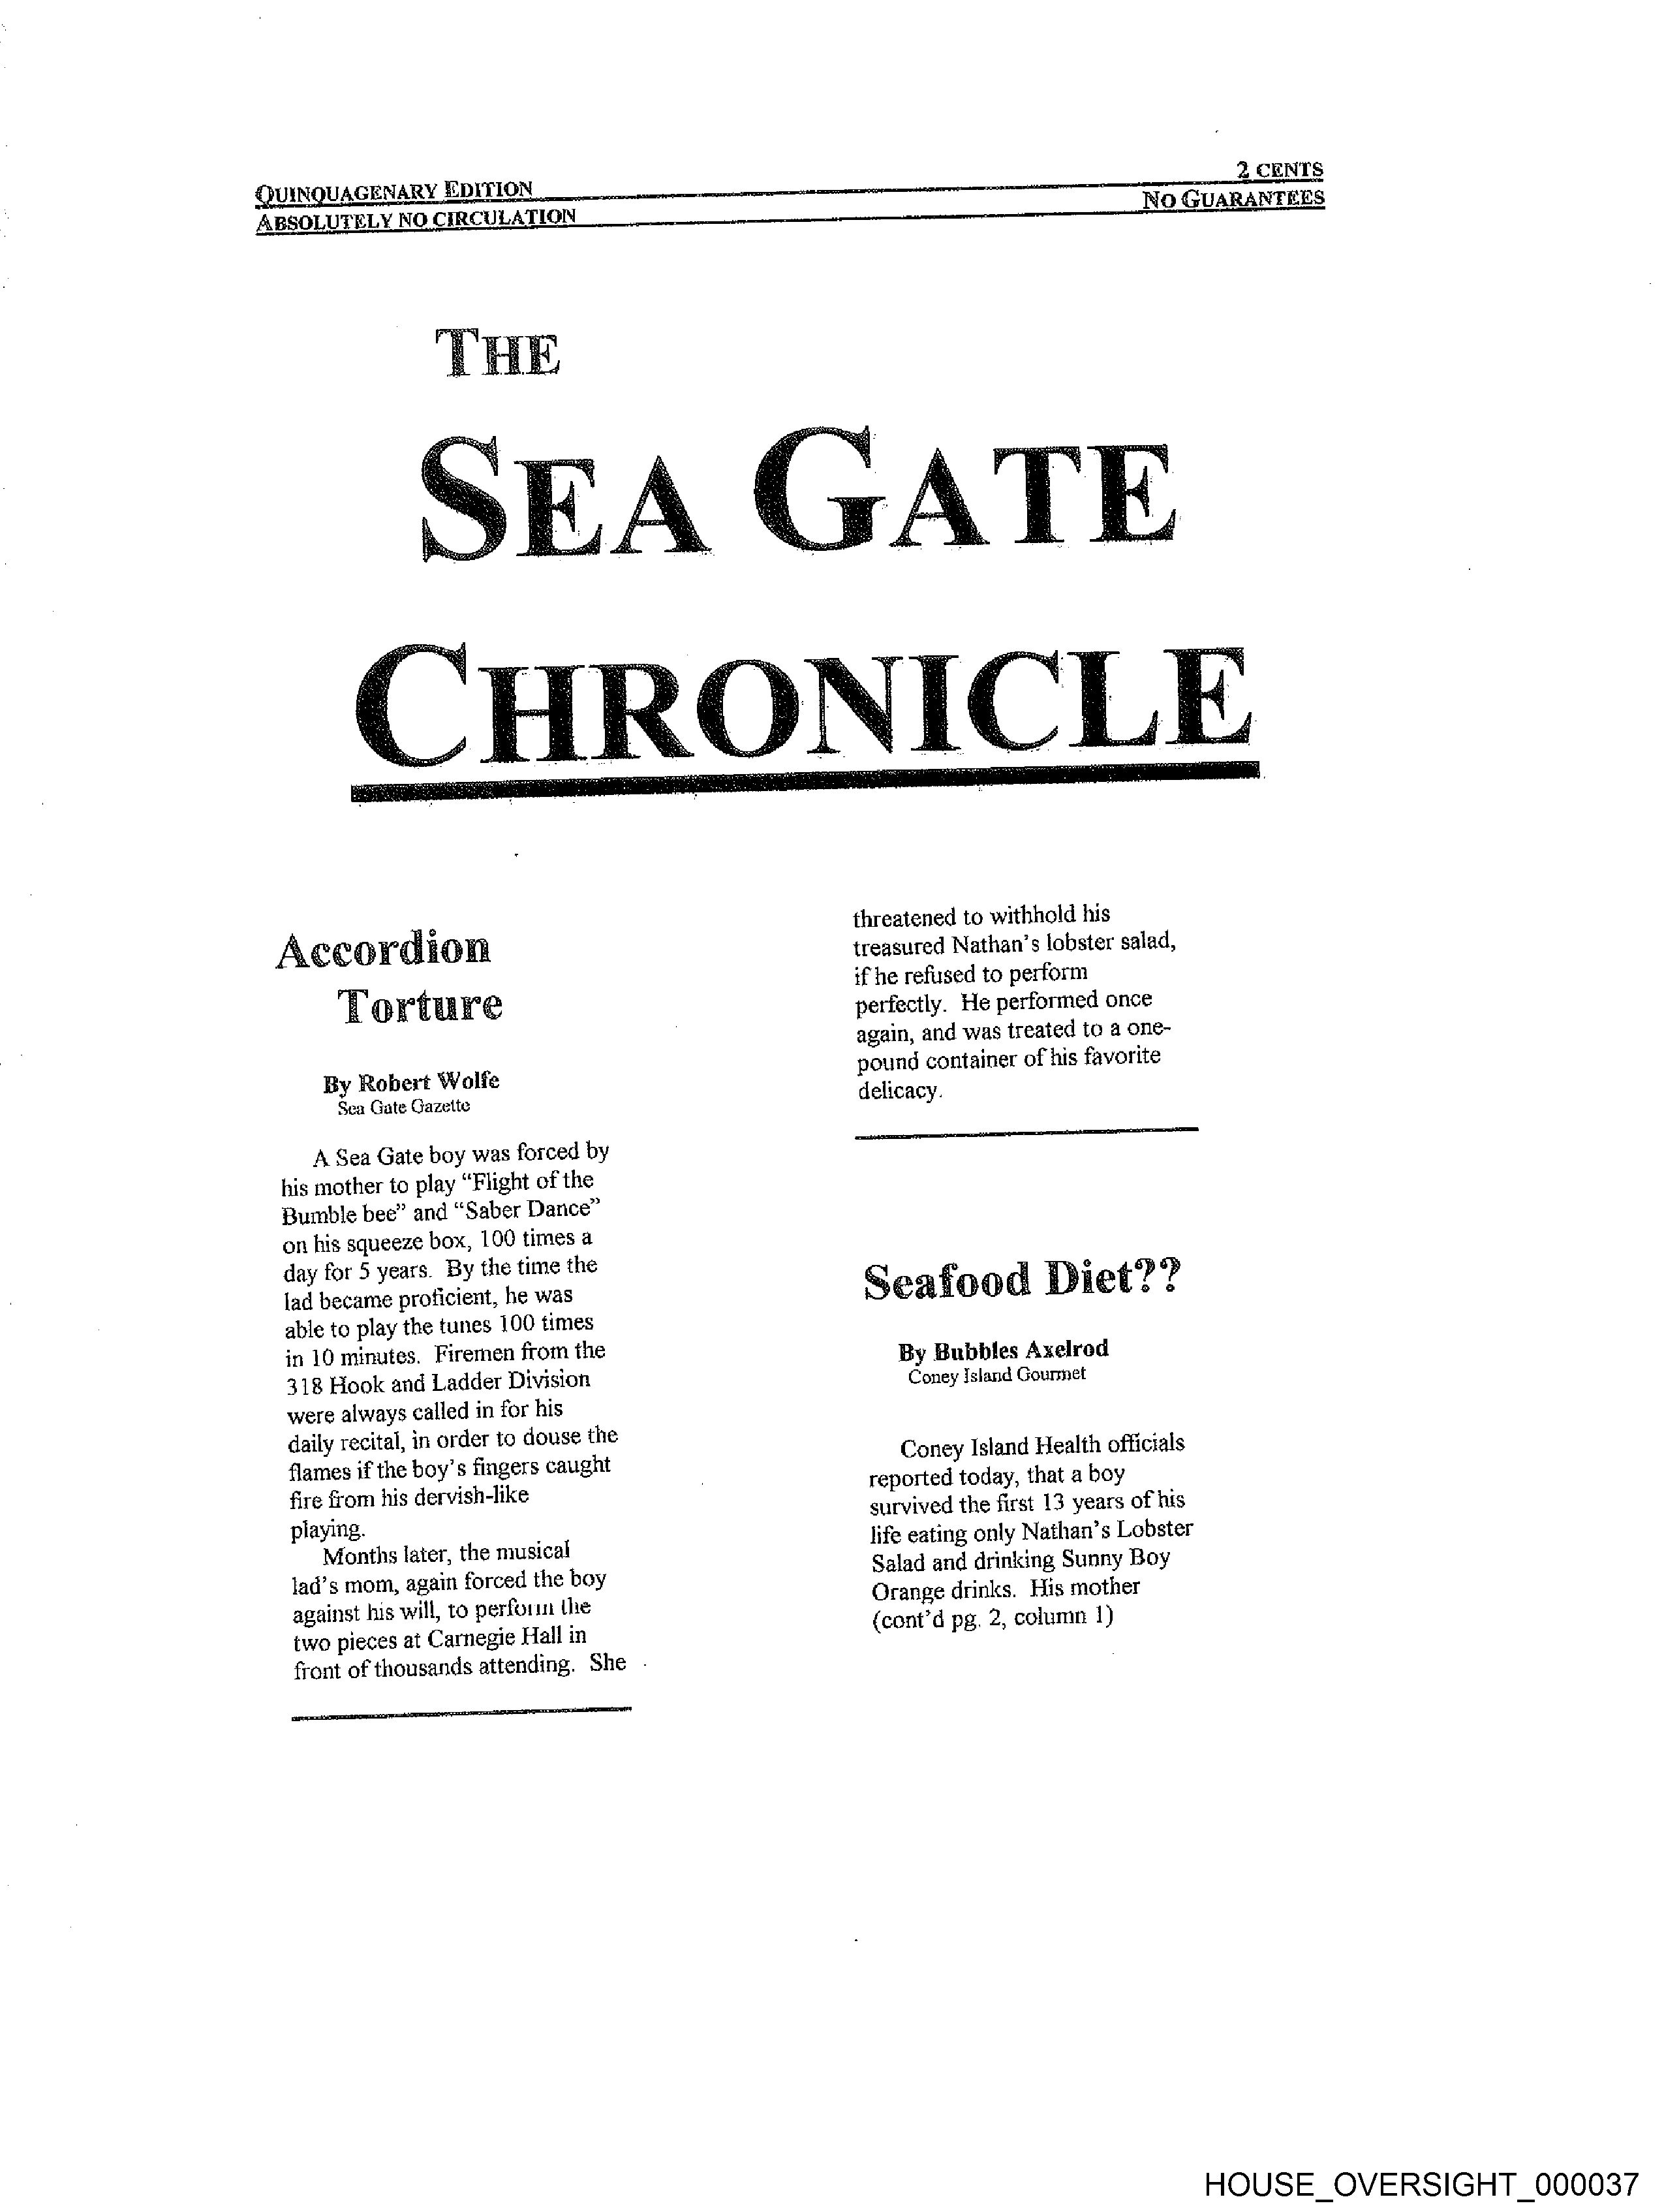 QUINQUAGENARY EDITION
2 CENTS
ABSOLUTELY NO CIRCULATION
NO GUARANTEES
THE
SEA GATE
CHRONICLE
Accordion
Torture
By Robert Wolfe
Sea Gate Gazette
A Sea Gate boy was forced by
his mother to play “Flight of the
Bumble bee” and “Saber Dance”
on his squeeze box, 100 times a
day for 5 years. By the time the
lad became proficient, he was
able to play the tunes 100 times
in 10 minutes. Firemen from the
318 Hook and Ladder Division
were always called in for his
daily recital, in order to douse the
flames if the boy’s fingers caught
fire from his dervish-like
playing.
Months later, the musical
lad’s mom, again forced the boy
against his will, to perform the
two pieces at Carnegie Hall in
front of thousands attending. She
threatened to withhold his
treasured Nathan’s lobster salad,
if he refused to perform
perfectly. He performed once
again, and was treated to a one-
pound container of his favorite
delicacy.
Seafood Diet??
By Bubbles Axelrod
Coney Island Gourmet
Coney Island Health officials
reported today, that a boy
survived the first 13 years of his
life eating only Nathan’s Lobster
Salad and drinking Sunny Boy
Orange drinks. His mother
(cont’d pg. 2, column 1)
HOUSE_OVERSIGHT_000037